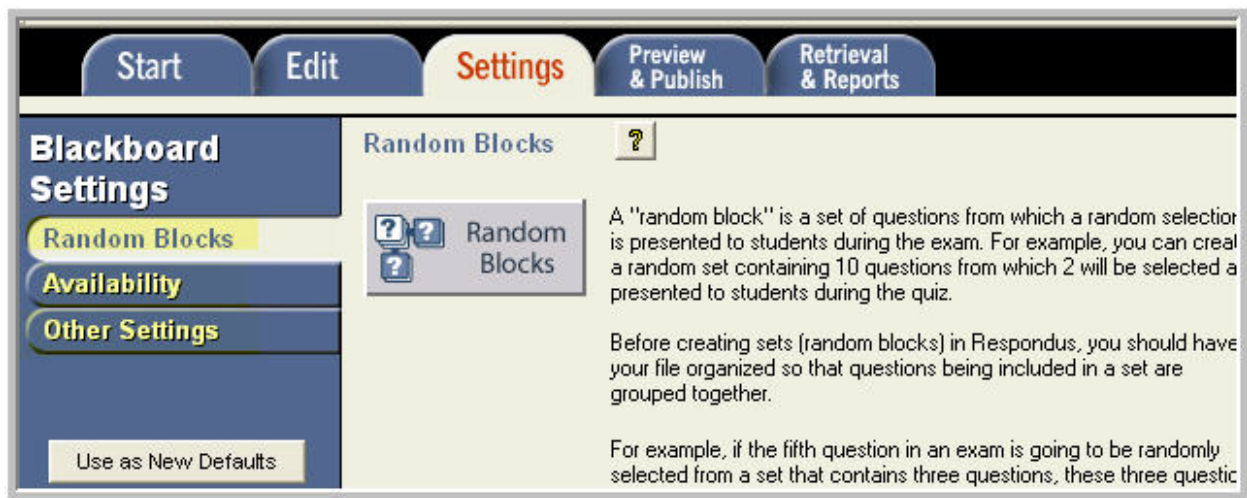 Start
Edit
Settings
Preview
& Publish
Retrieval
& Reports
Blackboard
Settings
Random Blocks
Availability
Other Settings
Use as New Defaults
Random Blocks
?
Random
Blocks
A "random block" is a set of questions from which a random selection
is presented to students during the exam. For example, you can
a random set containing 10 questions from which 2 will be selected
presented to students during the quiz.
Before creating sets (random blocks) in Respondus, you should have
your file organized so that questions being included in a set are
grouped together.
For example, if the fifth question in an exam is going to be randomly
selected from a set that contains three questions, these three